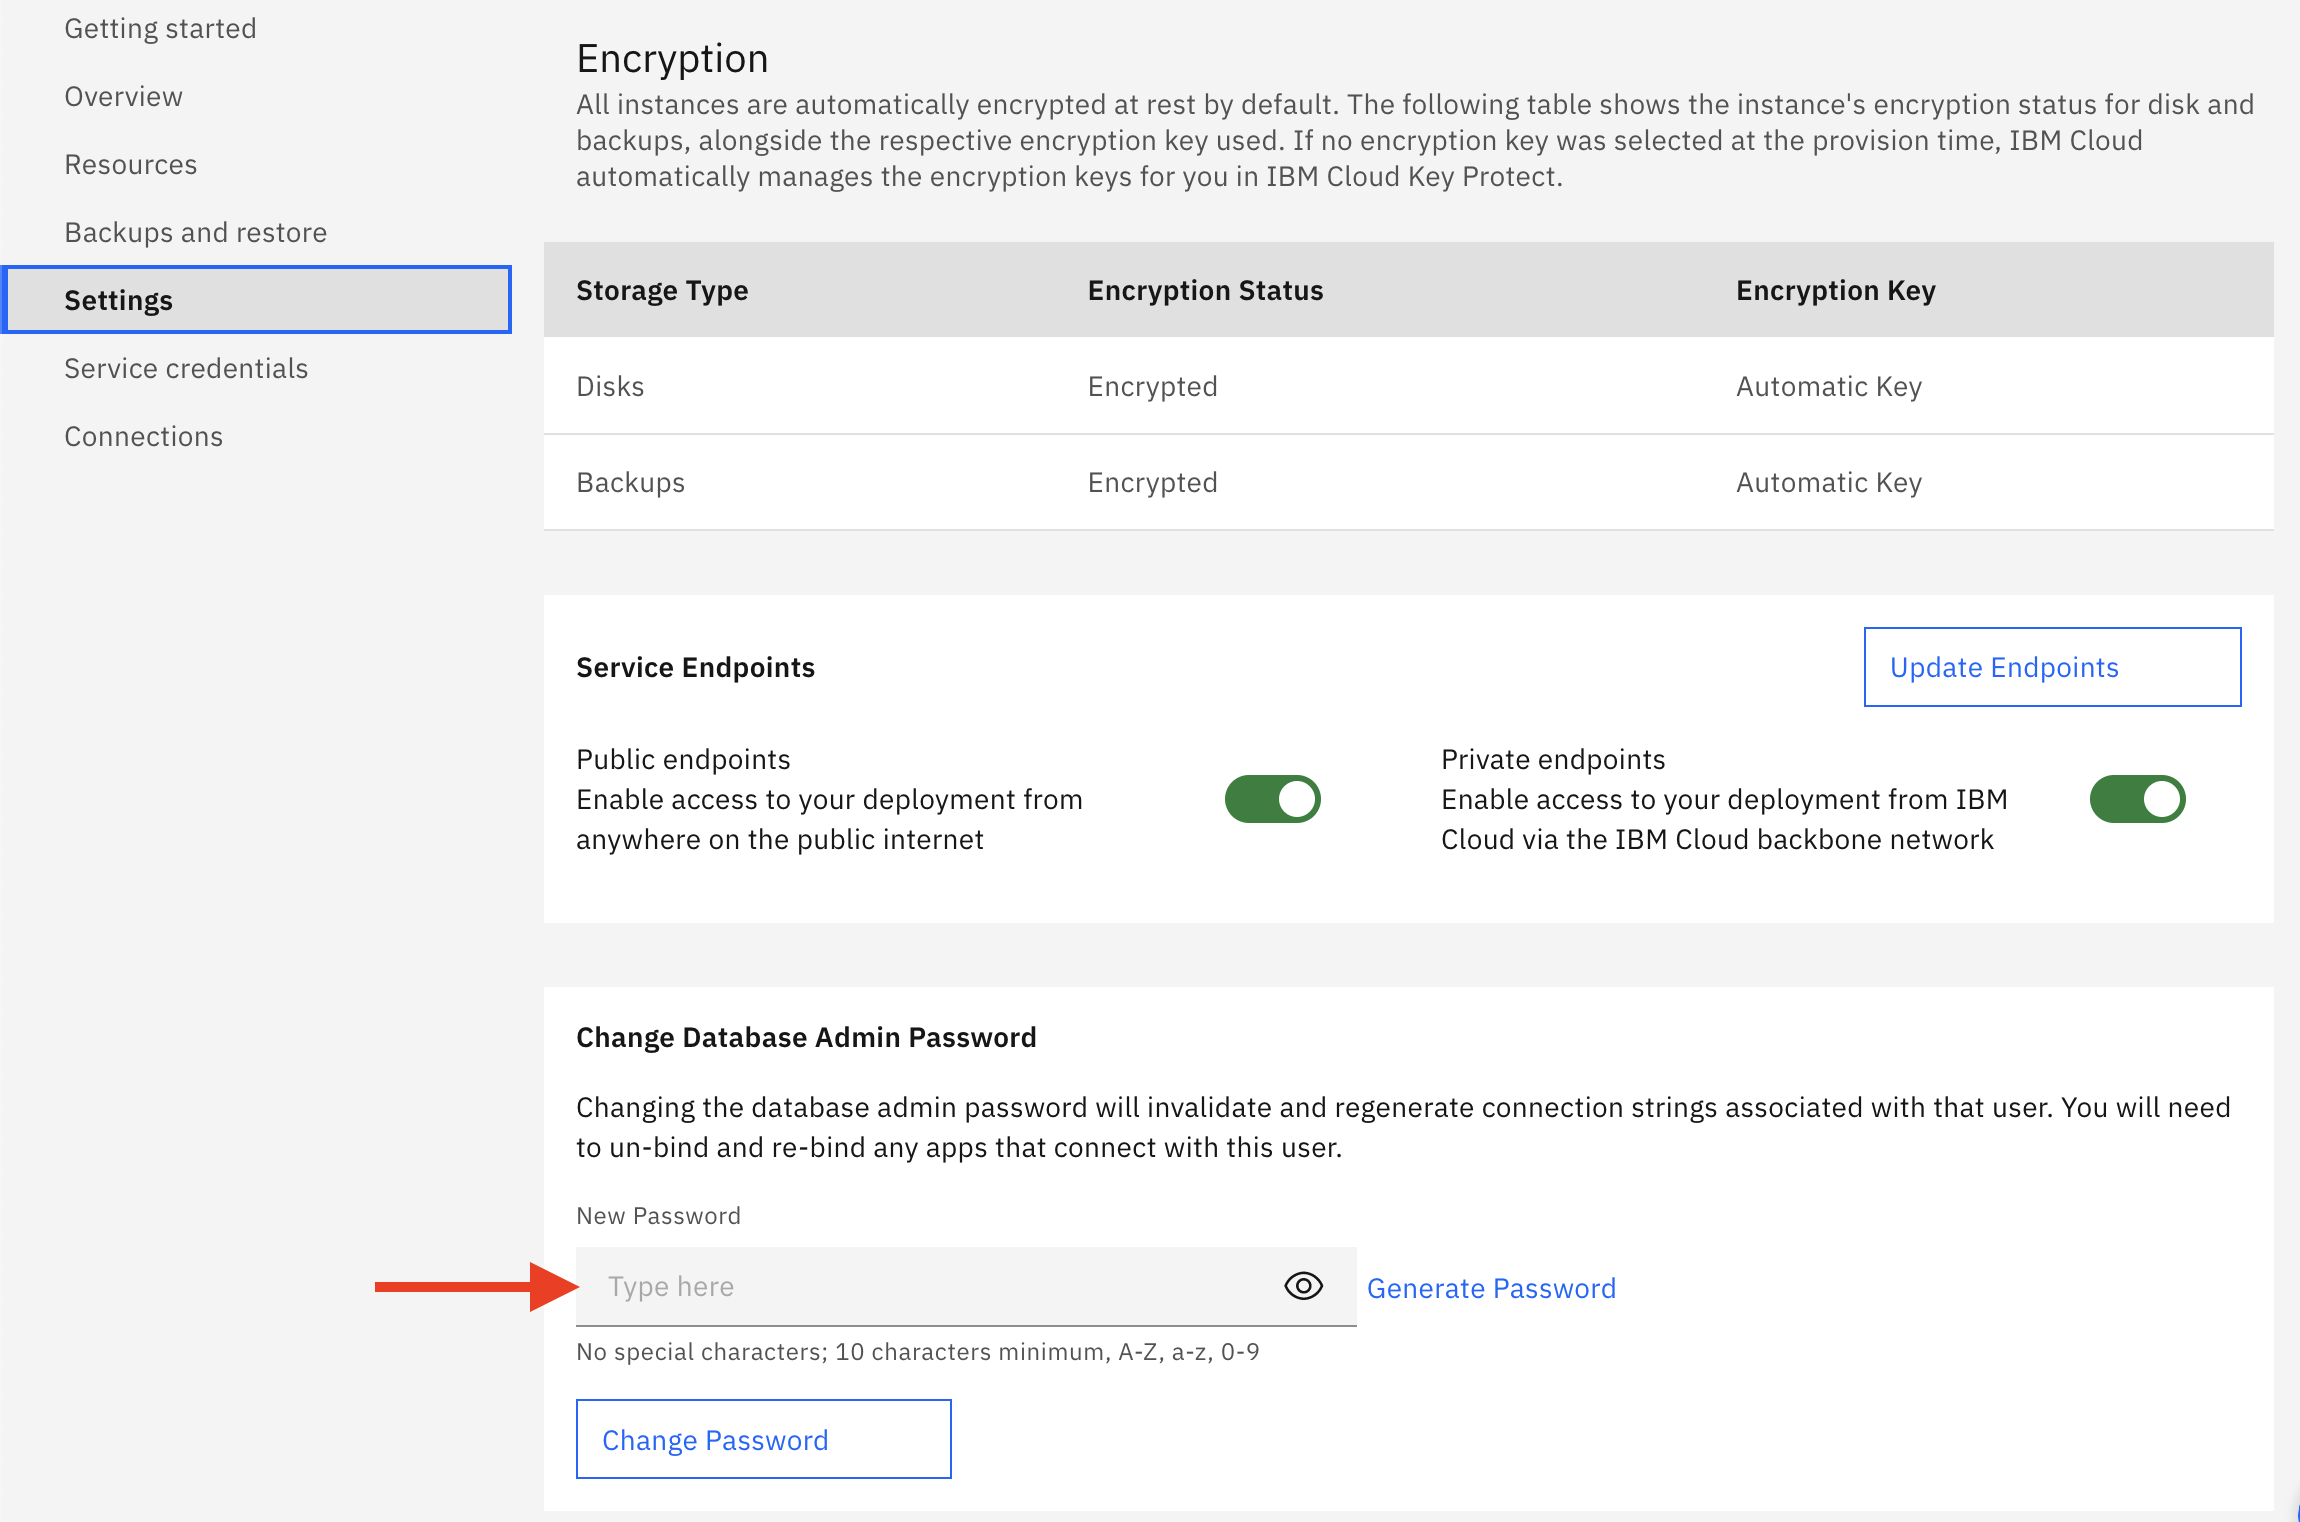 Getting started
Overview
Resources
Backups and restore
Settings
Service credentials
Connections
Encryption
All instances are automatically encrypted at rest by default. The following table shows the instance's encryption status for disk and
backups, alongside the respective encryption key used. If no encryption key was selected at the provision time, IBM Cloud
automatically manages the encryption keys for you in IBM Cloud Key Protect.
Storage Type Encryption Status Encryption Key
Disks Encrypted Automatic Key
Backups Encrypted Automatic Key
Service Endpoints
Update Endpoints
Public endpoints
Enable access to your deployment from
anywhere on the public internet
Private endpoints
Enable access to your deployment from IBM
Cloud via the IBM Cloud backbone network
Change Database Admin Password
Changing the database admin password will invalidate and regenerate connection strings associated with that user. You will need
to un-bind and re-bind any apps that connect with this user.
New Password
Type here
Generate Password
No special characters; 10 characters minimum, A-Z, a-z, 0-9
Change Password